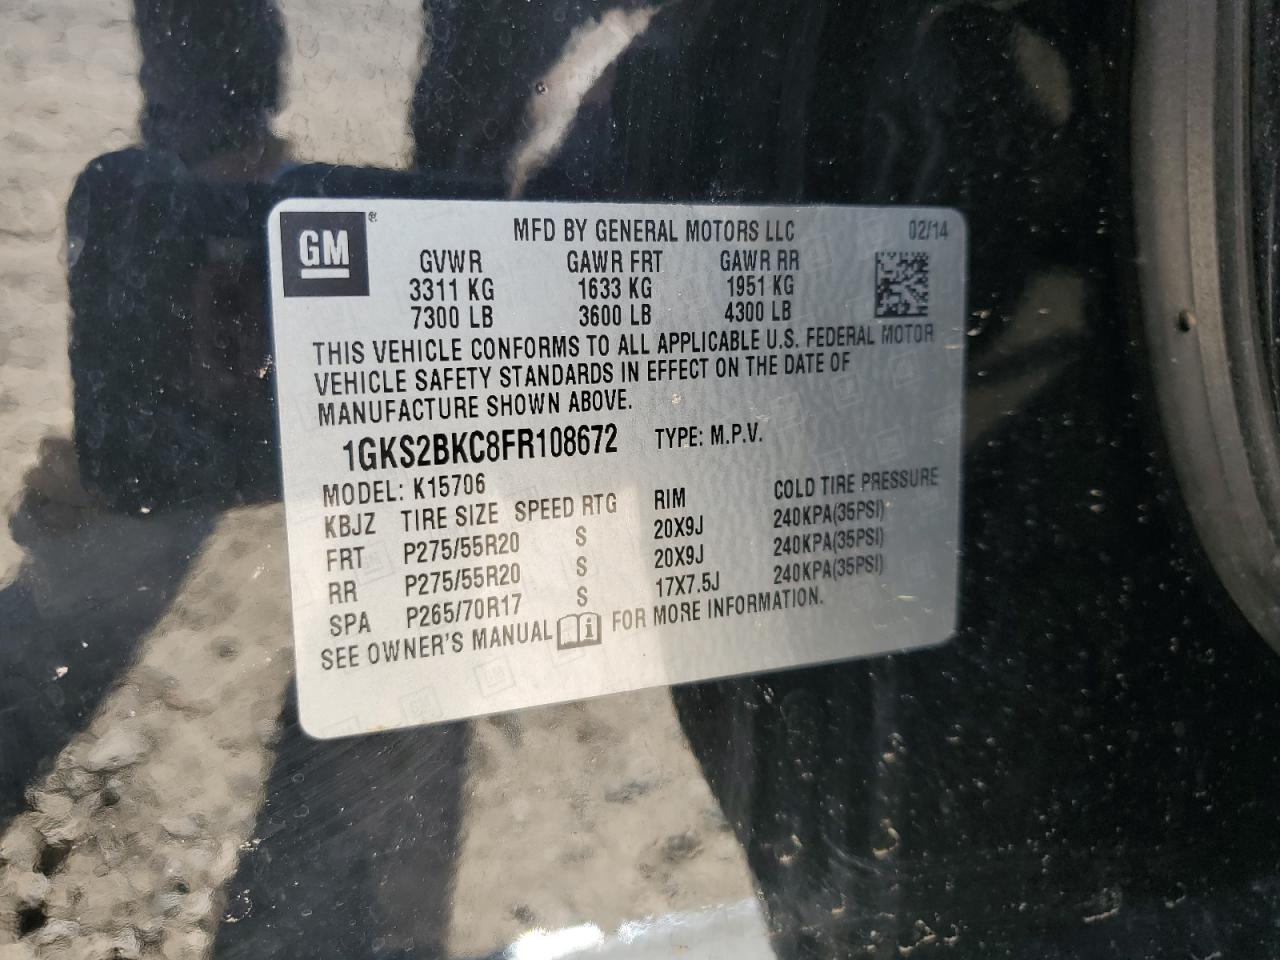 GM ® MFD BY GENERAL MOTORS LLC 02/14
GVWR GAWR FRT GAWR RR
3311 KG 1633 KG 1951 KG
7300 LB 3600 LB 4300 LB
THIS VEHICLE CONFORMS TO ALL APPLICABLE U.S. FEDERAL MOTOR
VEHICLE SAFETY STANDARDS IN EFFECT ON THE DATE OF
MANUFACTURE SHOWN ABOVE.
1GKS2BKC8FR108672 TYPE: M.P.V.
MODEL: K15706
KBJZ TIRE SIZE SPEED RTG RIM COLD TIRE PRESSURE
FRT P275/55R20 S 20X9J 240KPA(35PSI)
RR P275/55R20 S 20X9J 240KPA(35PSI)
SPA P265/70R17 S 17X7.5J 240KPA(35PSI)
SEE OWNER'S MANUAL i FOR MORE INFORMATION.